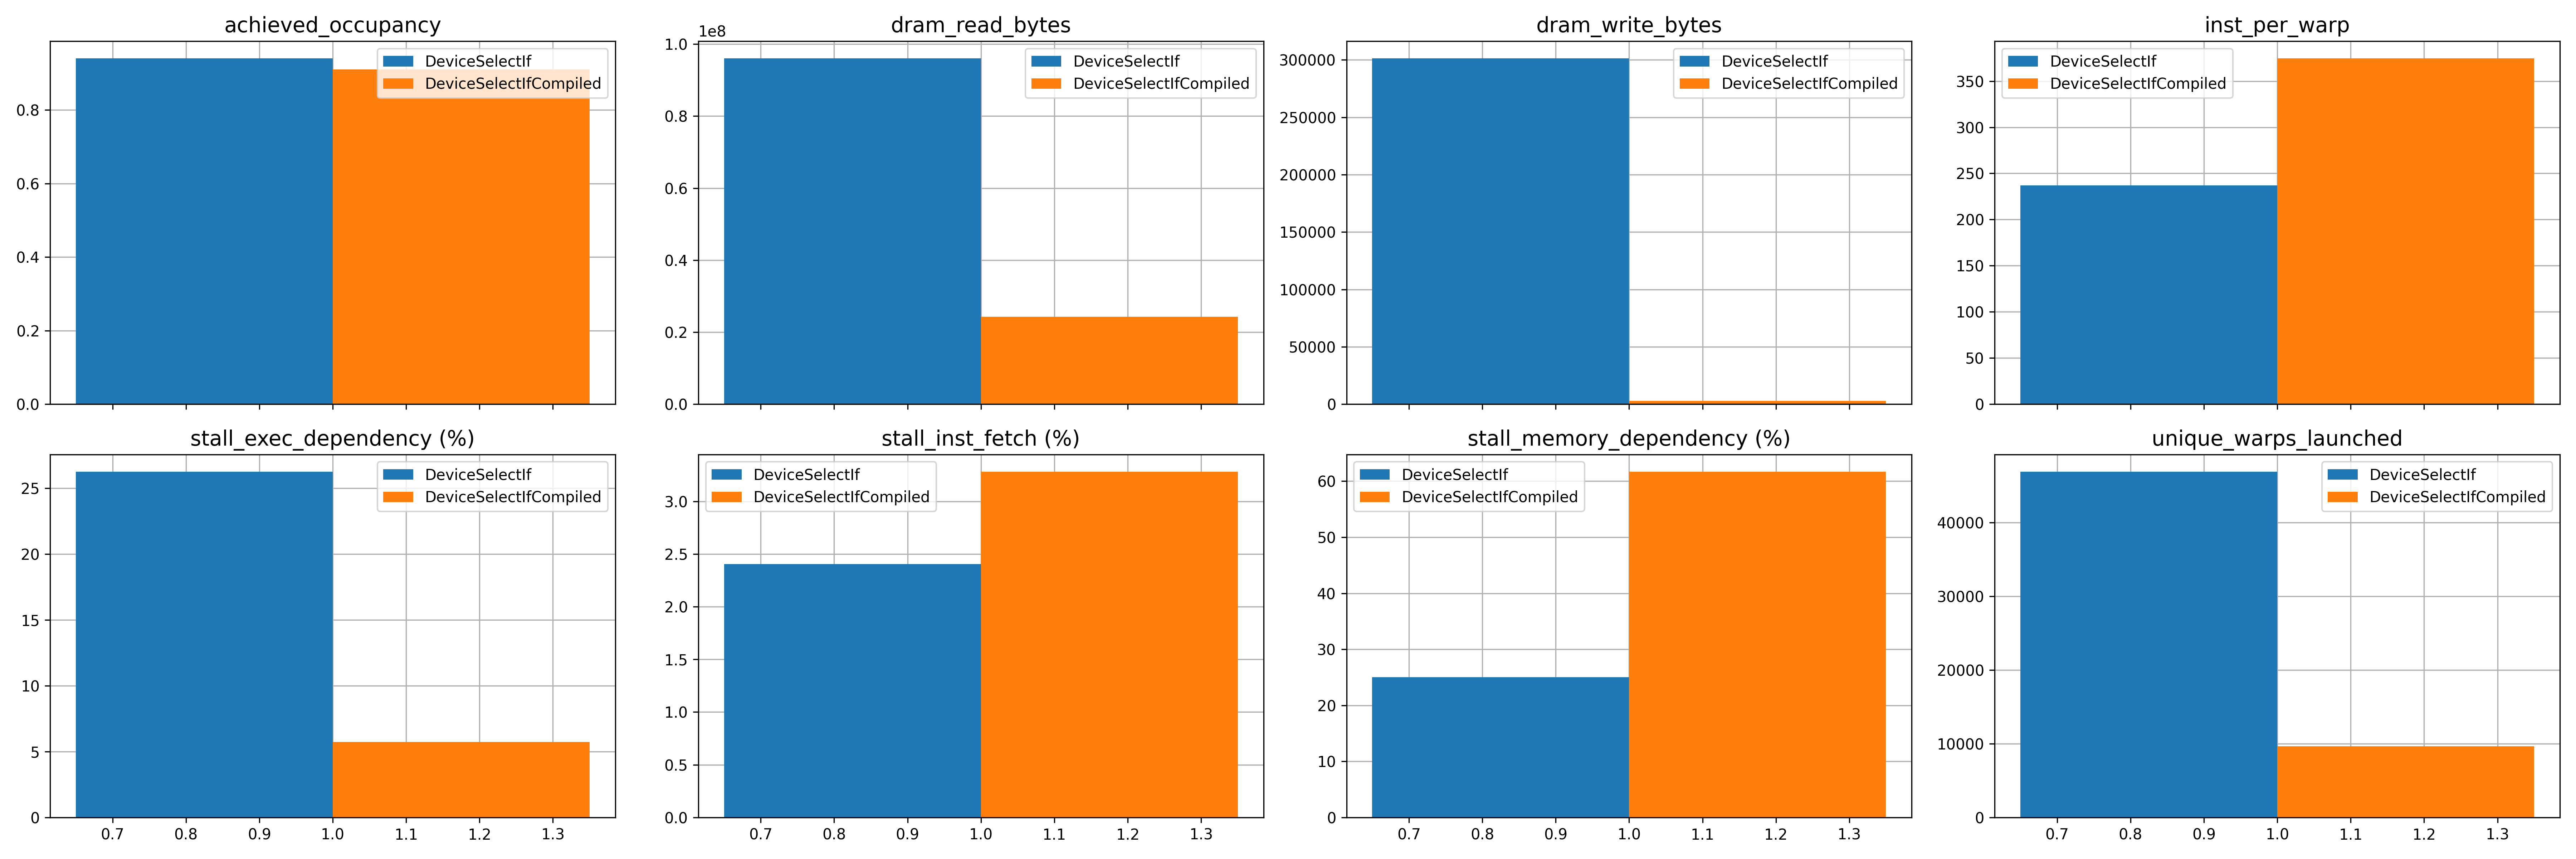 achieved_occupancy
0.8
0.6
0.4
0.2
0.0
DeviceSelectIf
DeviceSelectIfCompiled
dram_read_bytes
1e8
1.0
0.8
0.6
0.4
0.2
0.0
DeviceSelectIf
DeviceSelectIfCompiled
dram_write_bytes
300000
250000
200000
150000
100000
50000
0
DeviceSelectIf
DeviceSelectIfCompiled
inst_per_warp
350
300
250
200
150
100
50
0
DeviceSelectIf
DeviceSelectIfCompiled
stall_exec_dependency (%)
25
20
15
10
5
0
DeviceSelectIf
DeviceSelectIfCompiled
0.7 0.8 0.9 1.0 1.1 1.2 1.3
stall_inst_fetch (%)
3.0
2.5
2.0
1.5
1.0
0.5
0.0
DeviceSelectIf
DeviceSelectIfCompiled
0.7 0.8 0.9 1.0 1.1 1.2 1.3
stall_memory_dependency (%)
60
50
40
30
20
10
0
DeviceSelectIf
DeviceSelectIfCompiled
0.7 0.8 0.9 1.0 1.1 1.2 1.3
unique_warps_launched
40000
30000
20000
10000
0
DeviceSelectIf
DeviceSelectIfCompiled
0.7 0.8 0.9 1.0 1.1 1.2 1.3